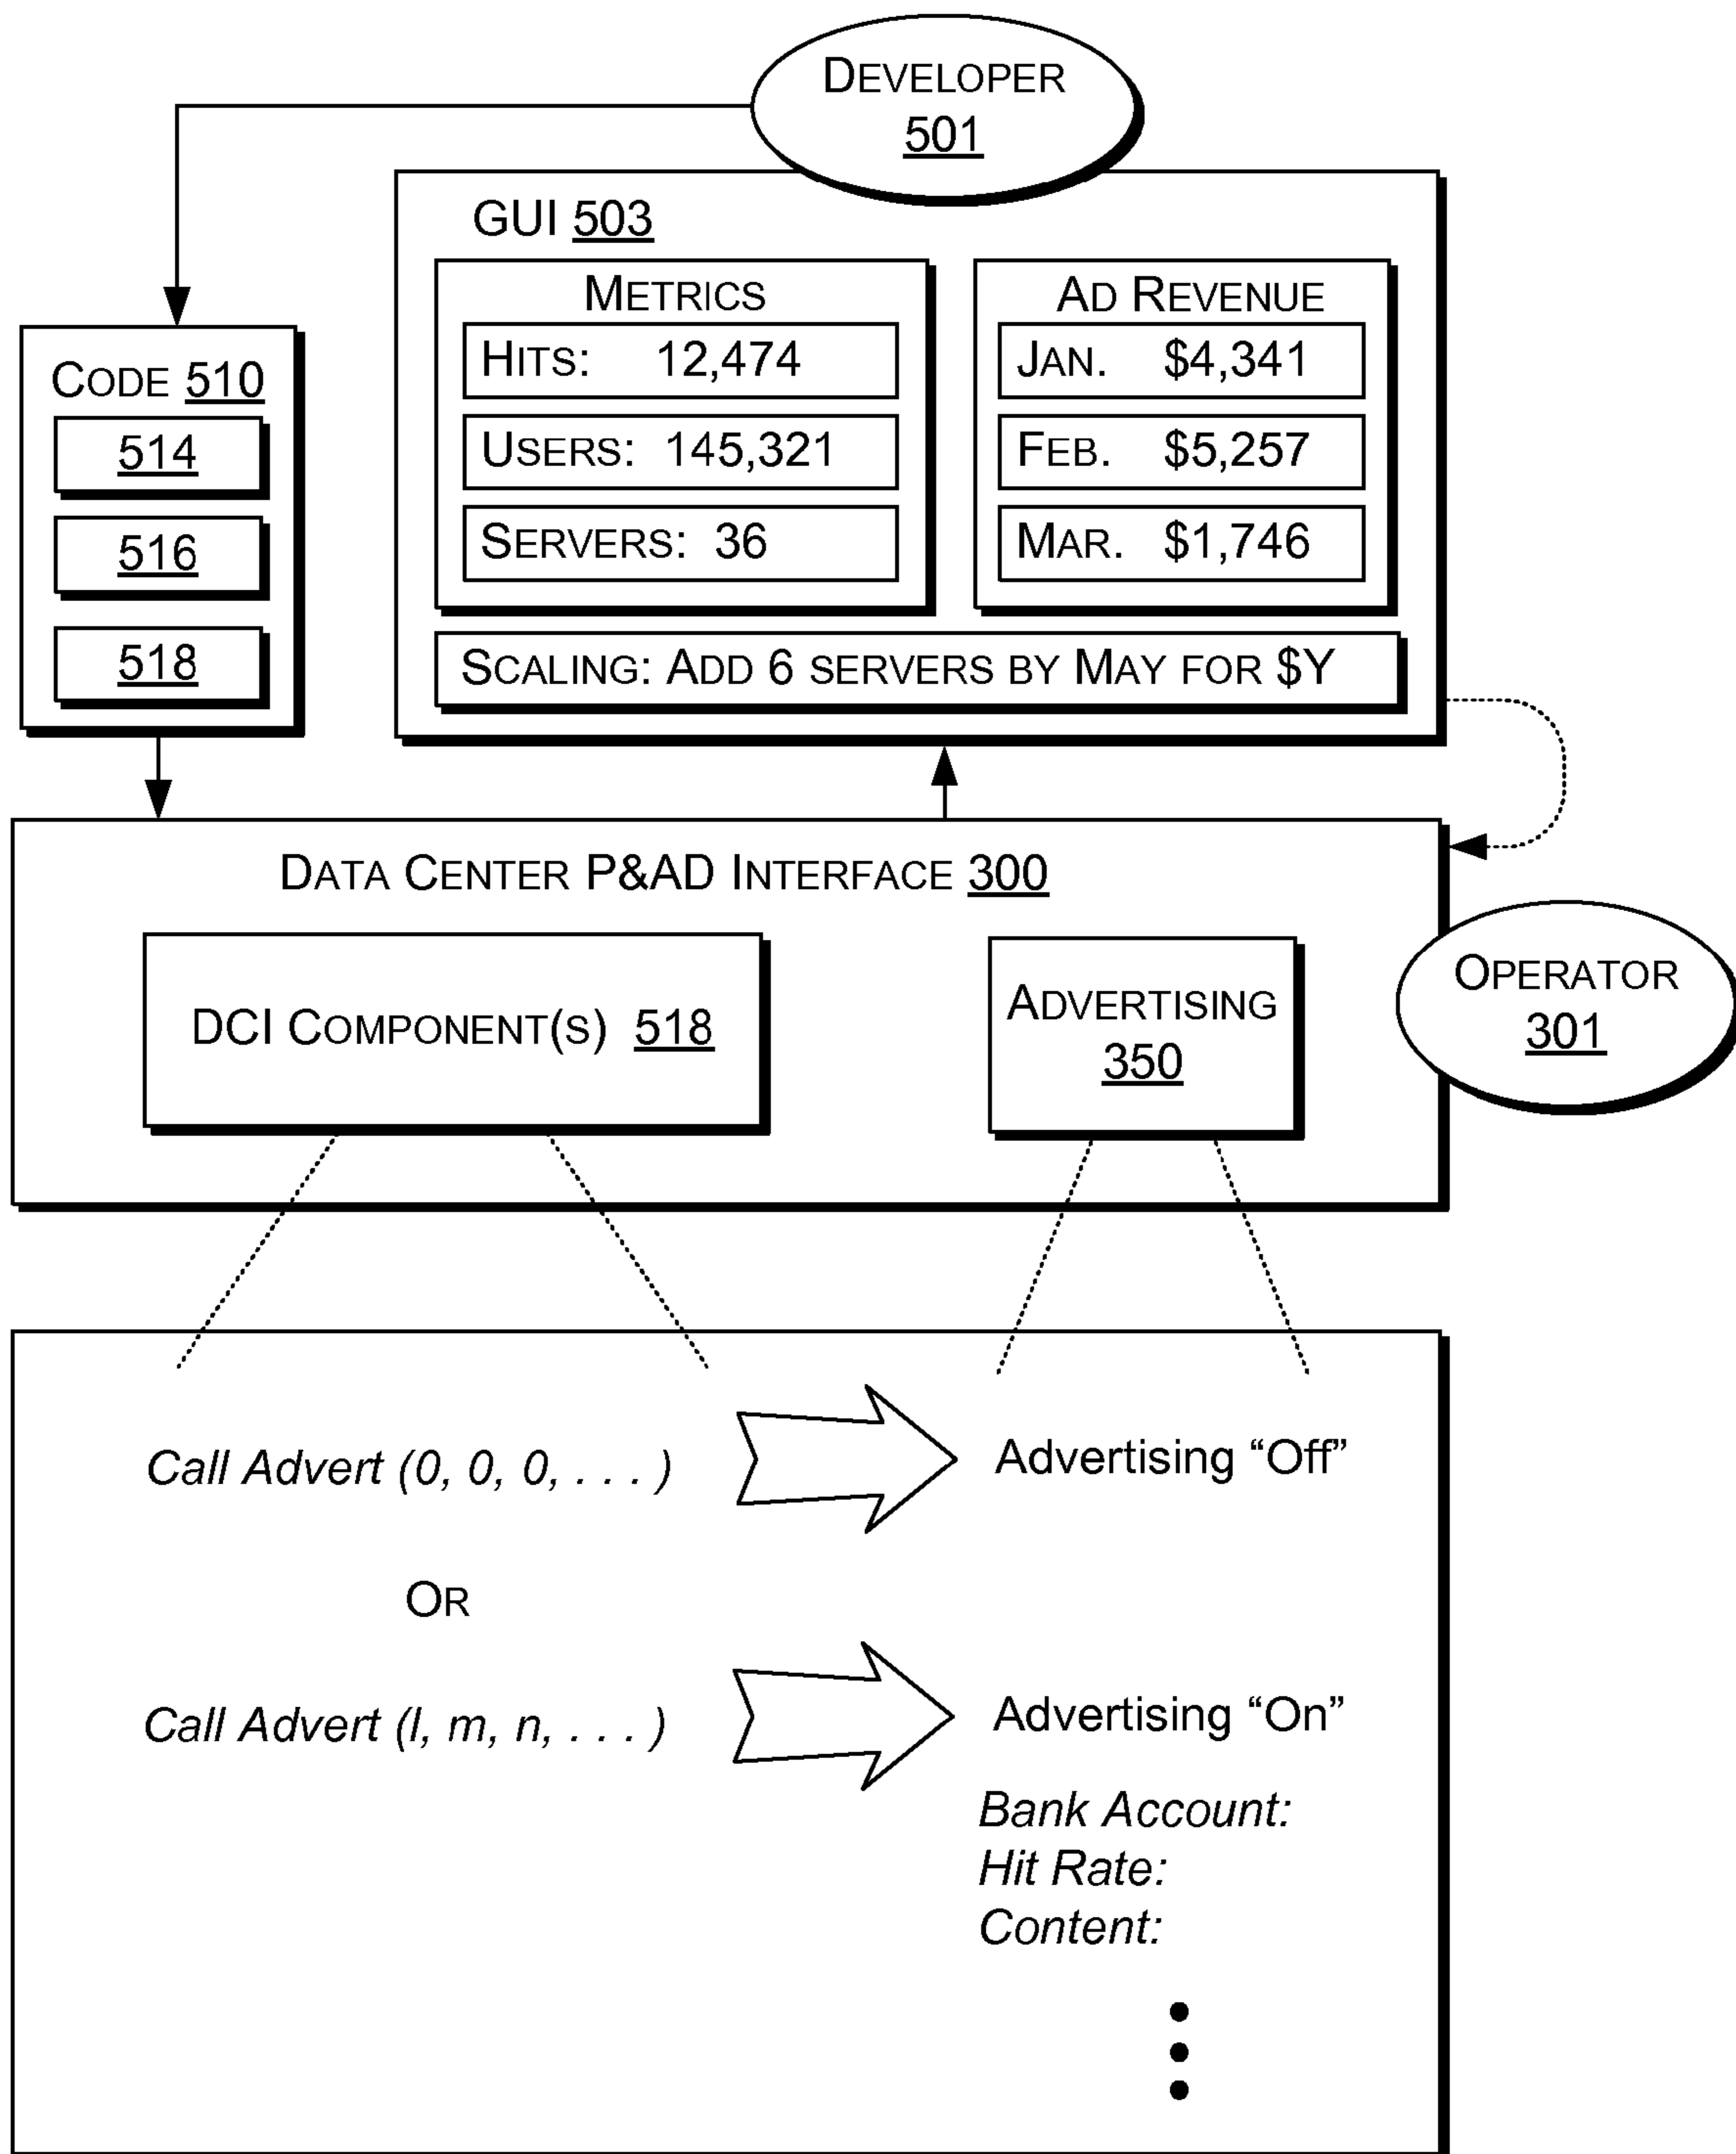 DEVELOPER
501
GUI 503
METRICS
HITS: 12,474
USERS: 145,321
SERVERS: 36
AD REVENUE
JAN. $4,341
FEB. $5,257
MAR. $1,746
SCALING: ADD 6 SERVERS BY MAY FOR $Y
CODE 510
514
516
518
DATA CENTER P&AD INTERFACE 300
DCI COMPONENT(S) 518
ADVERTISING
350
OPERATOR
301
Call Advert (0, 0, 0, . . . )
Advertising “Off”
OR
Call Advert (l, m, n, . . . )
Advertising “On”
Bank Account:
Hit Rate:
Content: